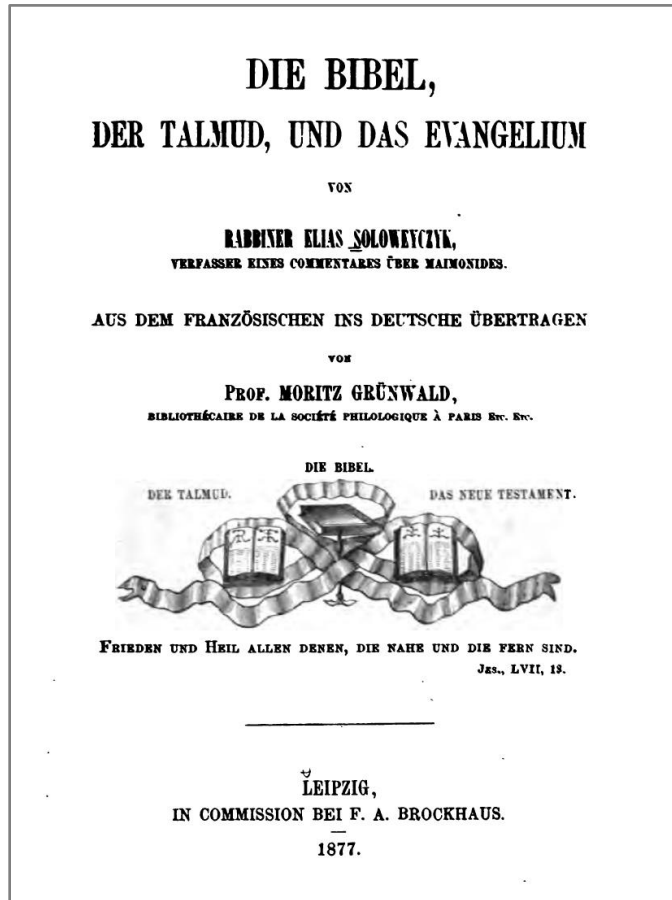 DIE BIBEL,
DER TALMUD, UND DAS EVANGELIUM
VON
RABBINER ELIAS SOLOWEYCZYK,
VERFASSER EINES COMMENTARES ÜBER MAIMONIDES.
AUS DEM FRANZÖSISCHEN INS DEUTSCHE ÜBERTRAGEN
VON
PROF. MORITZ GRÜNWALD,
BIBLIOTHÉCAIRE DE LA SOCIÉTÉ PHILOLOGIQUE À PARIS ETC. ETC.
DIE BIBEL.
DER TALMUD. DAS NEUE TESTAMENT.
FRIEDEN UND HEIL ALLEN DENEN, DIE NAHE UND DIE FERN SIND.
JES., LVII, 19.
LEIPZIG,
IN COMMISSION BEI F. A. BROCKHAUS.
1877.